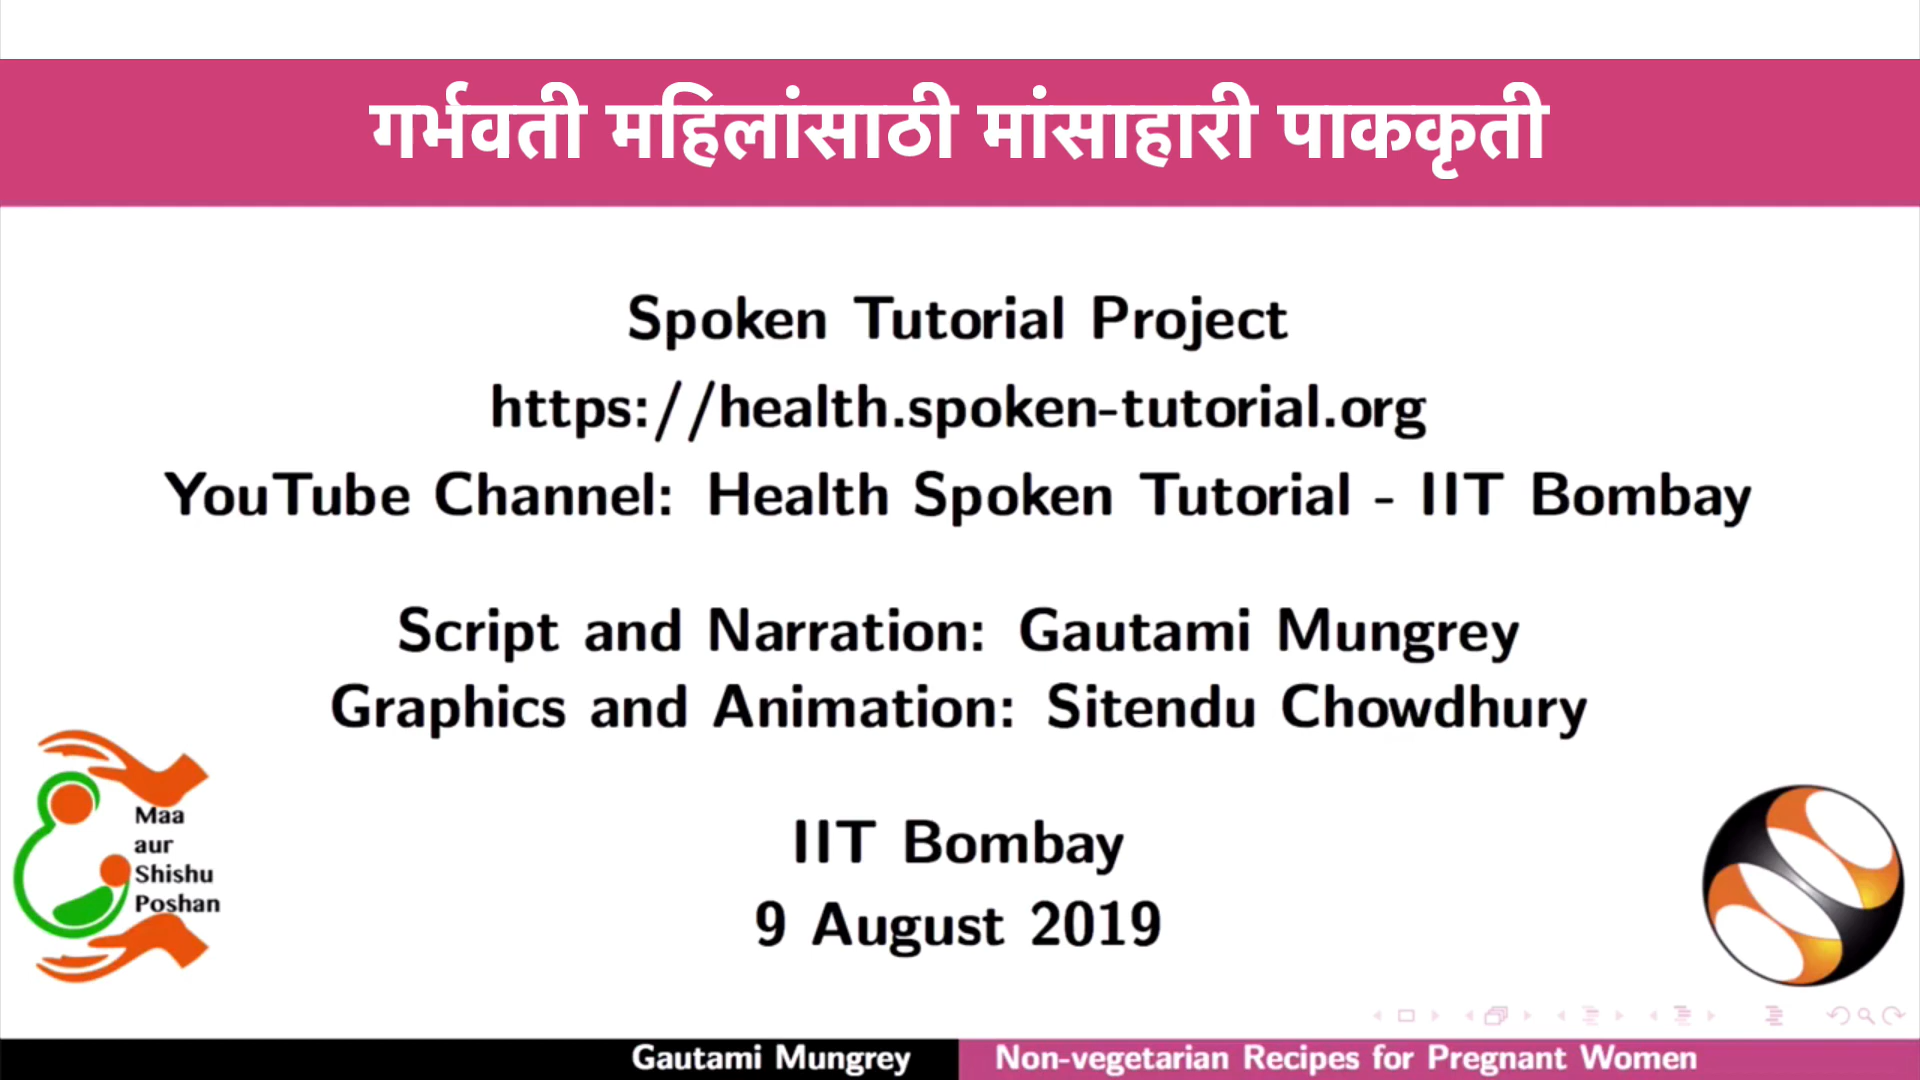 गर्भवती महिलांसाठी मांसाहारी पाककृती
Spoken Tutorial Project
https://health.spoken-tutorial.org
YouTube Channel: Health Spoken Tutorial - IIT Bombay
Script and Narration: Gautami Mungrey
Graphics and Animation: Sitendu Chowdhury
Maa
aur
Shishu
Poshan
IIT Bombay
9 August 2019
Gautami Mungrey
Non-vegetarian Recipes for Pregnant Women